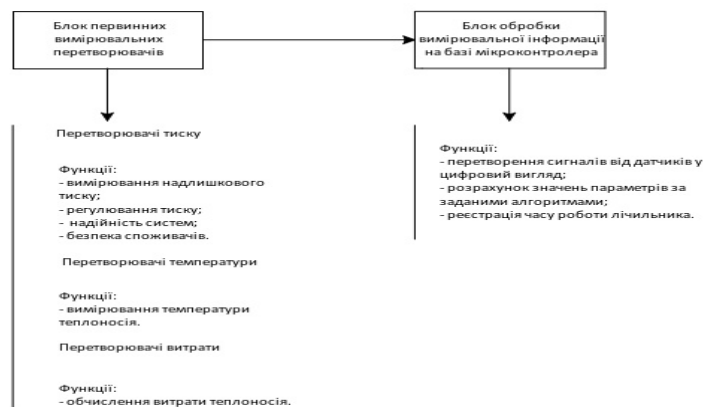 Блок первинних
вимірювальних
перетворювачів
Блок обробки
вимірювальної інформації
на базі мікроконтролера
Перетворювачі тиску
Функції:
- вимірювання надлишкового
тиску;
- регулювання тиску;
- надійність систем;
- безпека споживачів.
Перетворювачі температури
Функції:
- вимірювання температури
теплоносія.
Перетворювачі витрати
Функції:
- обчислення витрати теплоносія.
Функції:
- перетворення сигналів від датчиків у
цифровий вигляд;
- розрахунок значень параметрів за
заданими алгоритмами;
- реєстрація часу роботи лічильника.